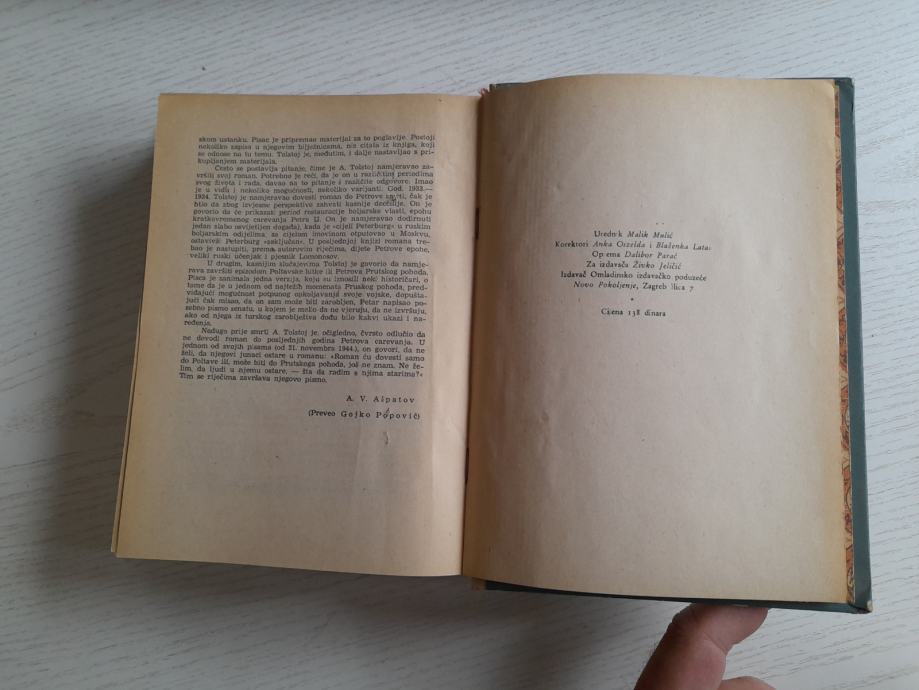 skom ustanku. Pisac je pripremao materijal za to poglavlje. Postoji
nekoliko zapisa u njegovim bilježnicama, niz citata iz knjiga, koji
se odnose na tu temu. Tolstoj je, međutim, i dalje nastavljao s pri-
kupljanjem materijala.
Često se postavlja pitanje, čime je A. Tolstoj namjeravao za-
vršiti svoj roman. Potrebno je reći, da je on u različitim periodima
svog života i rada, davao na to pitanje i različite odgovore. Imao
je u vidu i nekoliko mogućnosti, nekoliko varijanti. God. 1933.—
1934. Tolstoj je namjeravao dovesti roman do Petrove smrti, čak je
htio da zbog izvjesne perspektive zahvati kasnije decenije. On je
govorio da će prikazati period restauracije boljarske vlasti, epohu
kratkovremenog carevanja Petra II. On je namjeravao dodirnuti
jedan slabo osvijetljen događaj, kada je «cijeli Peterburg» u ruskim
boljarskim odijelima, sa cijelom imovinom otputovao u Moskvu,
ostavivši Peterburg «zaključan». U posljednjoj knjizi romana tre-
bao je nastupiti, prema autorovim riječima, dijete Petrove epohe,
veliki ruski učenjak i pjesnik Lomonosov.
U drugim, kasnijim slučajevima Tolstoj je govorio da namje-
rava završiti epizodom Poltavske bitke ili Petrova Prutskog pohoda.
Pisca je zanimala jedna verzija, koju su iznosili neki historičari, o
tome da je u jednom od najtežih momenata Pruskog pohoda, pred-
viđajući mogućnost potpunog opkoljavanja svoje vojske, dopušta-
jući čak misao, da on sam može biti zarobljen, Petar napisao po-
sebno pismo senatu, u kojem je molio da ne vjeruju, da ne izvršuju,
ako od njega iz turskog zarobljeništva dođu bilo kakvi ukazi i na-
ređenja.
Nadugo prije smrti A. Tolstoj je, očigledno, čvrsto odlučio da
ne dovodi roman do posljednjih godina Petrova carevanja. U
jednom od svojih pisama (od 21. novembra 1944.), on govori, da ne
želi, da njegovi junaci ostare u romanu: «Roman ću dovesti samo
do Poltave ili, može biti do Prutskoga pohoda, još ne znam. Ne že-
lim, da ljudi u njemu ostare, — šta da radim s njima starima?»
Tim se riječima završava njegovo pismo.
A. V. Alpatov
(Preveo Gojko Popović)
Urednik Malik Mulić
Korektori Anka Oszelda i Blaženka Lata.
Oprema Dalibor Parać
Za izdavača Živko Jeličić
Izdavač Omladinsko izdavačko poduzeće
Novo Pokoljenje, Zagreb Ilica 7
*
Cijena 138 dinara